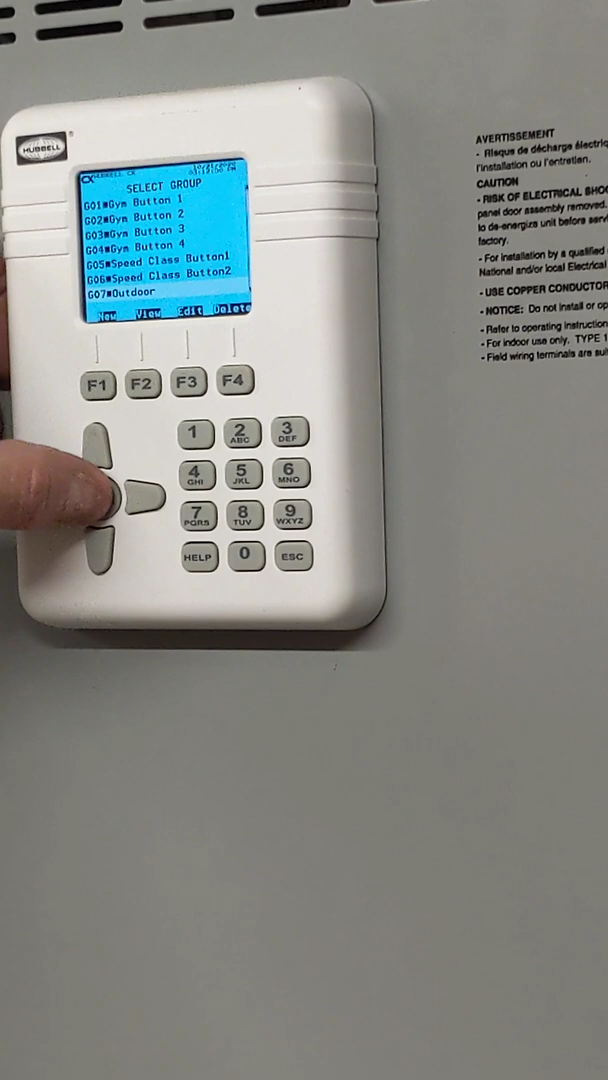 HUBBELL
CX HUBBELL CX
SELECT GROUP
G01■Gym Button 1
G02■Gym Button 2
G03■Gym Button 3
G04■Gym Button 4
G05■Speed Class Button1
G06■Speed Class Button2
G07■Outdoor
New View Edit Delete
F1 F2 F3 F4
1 2 ABC 3 DEF
4 GHI 5 JKL 6 MNO
7 PQRS 8 TUV 9 WXYZ
HELP 0 ESC
AVERTISSEMENT
- Risque de décharge électriq
l'installation ou l'entretien.
CAUTION
- RISK OF ELECTRICAL SHOC
panel door assembly removed.
to de-energize unit before serv
factory.
- For installation by a qualified
National and/or local Electrical
- USE COPPER CONDUCTOR
- NOTICE: Do not install or op
- Refer to operating instruction
- For indoor use only. TYPE 1
- Field wiring terminals are sui